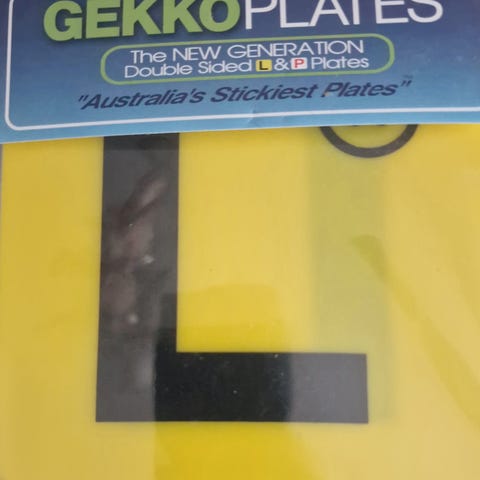 GEKKOPLATES
The NEW GENERATION
Double Sided L & P Plates
"Australia's Stickiest Plates"
L